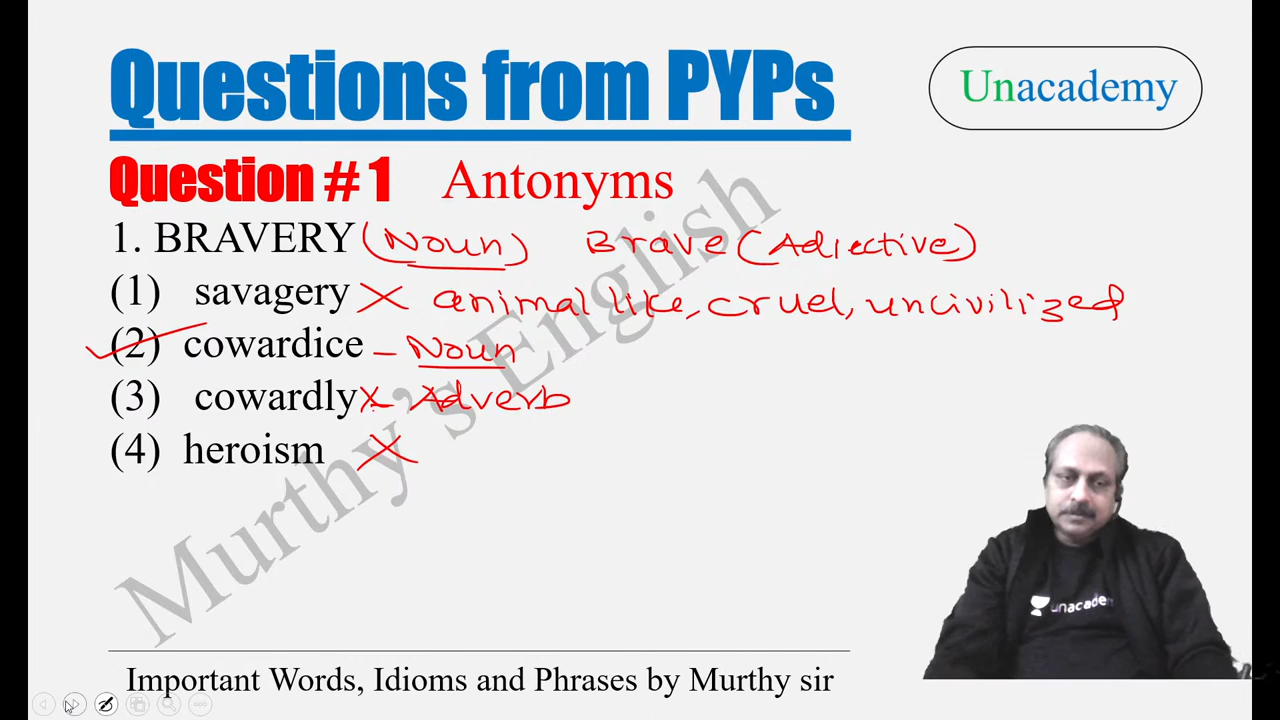 Questions from PYPs
Unacademy
Question # 1 Antonyms
1. BRAVERY (Noun) Brave (Adjective)
(1) savagery X animal like, cruel, uncivilized
(2) cowardice - Noun
(3) cowardly X - Adverb
(4) heroism X
Murthy's English
unacademy
Important Words, Idioms and Phrases by Murthy sir